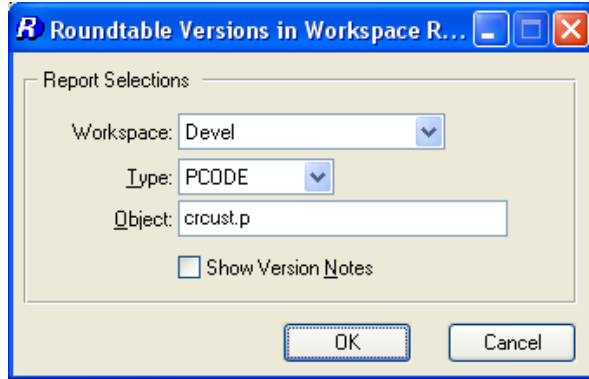 R Roundtable Versions in Workspace R...
Report Selections
Workspace: Devel
Type: PCODE
Object: crcust.p
Show Version Notes
OK Cancel